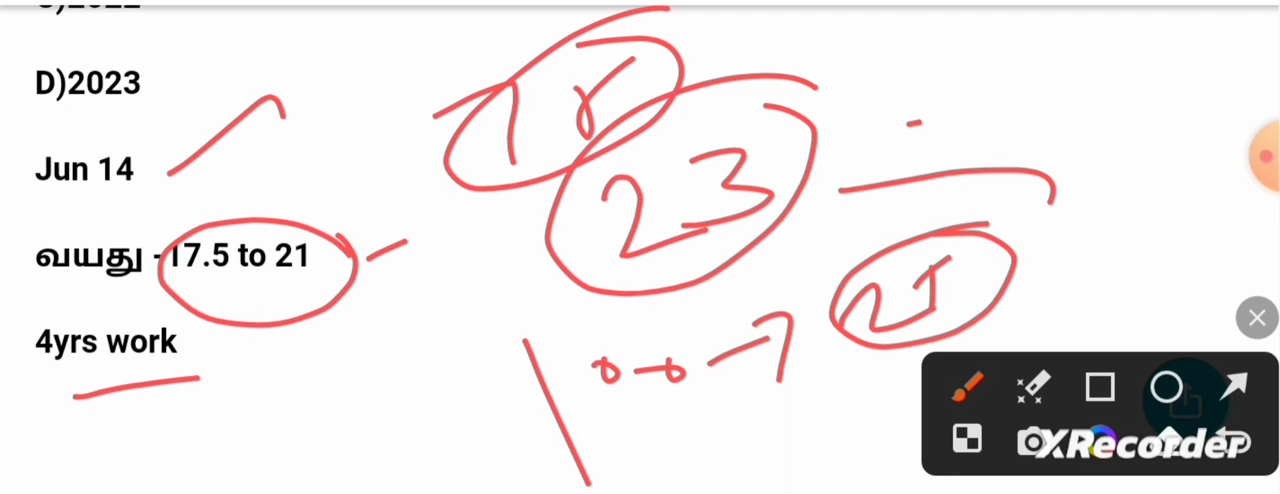 D)2023
Jun 14
வயது -17.5 to 21
4yrs work
18
23
21
XRecorder